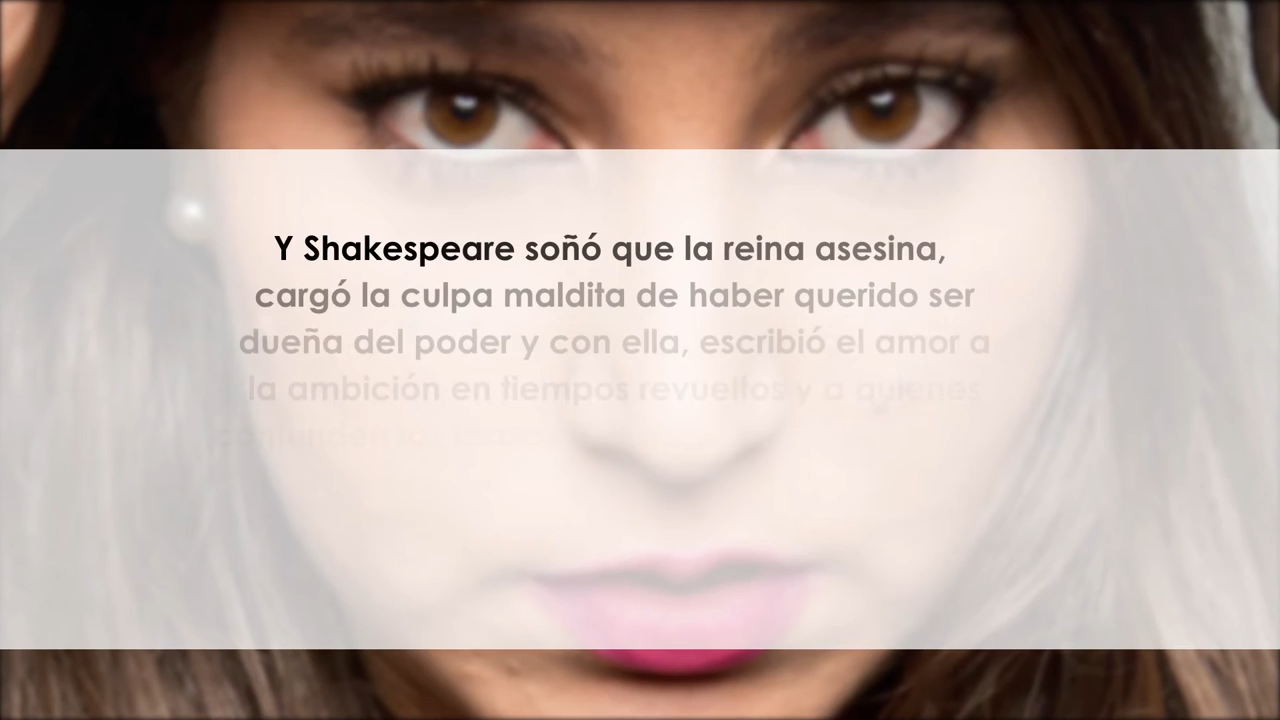 Y Shakespeare soñó que la reina asesina,
cargó la culpa maldita de haber querido ser
dueña del poder y con ella, escribió el amor a
la ambición en tiempos revueltos y a quienes